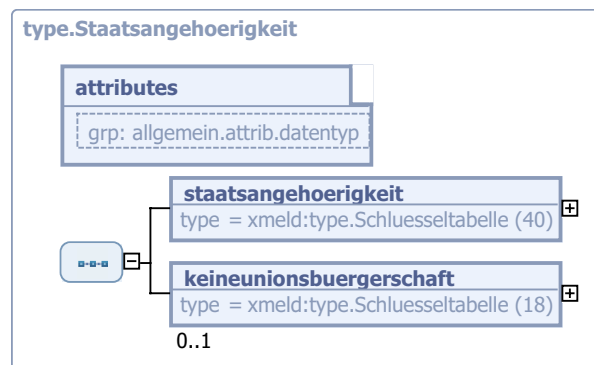 type.Staatsangehoerigkeit
attributes
grp: allgemein.attrib.datentyp
staatsangehoerigkeit
type = xmeld:type.Schluesseltabelle (40)
keineunionsbuergerschaft
type = xmeld:type.Schluesseltabelle (18)
0..1